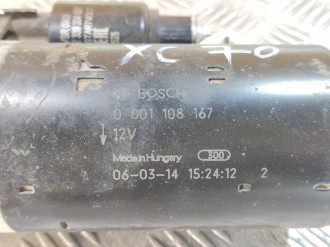 XC 70
BOSCH
0 001 108 167
12V
Made in Hungary 300
06-03-14 15:24:12 2